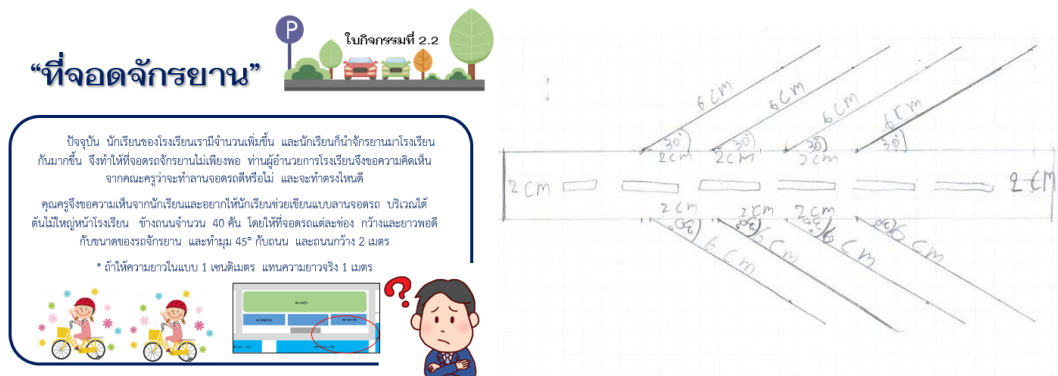 P
ใบกิจกรรมที่ 2.2
“ที่จอดจักรยาน”
ปัจจุบัน นักเรียนของโรงเรียนเรามีจำนวนเพิ่มขึ้น และนักเรียนก็นำจักรยานมาโรงเรียน
กันมากขึ้น จึงทำให้ที่จอดรถจักรยานไม่เพียงพอ ท่านผู้อำนวยการโรงเรียนจึงขอความคิดเห็น
จากคณะครูว่าจะทำลานจอดรถดีหรือไม่ และจะทำตรงไหนดี
คุณครูจึงขอความเห็นจากนักเรียนและอยากให้นักเรียนช่วยเขียนแบบลานจอดรถ บริเวณใต้
ต้นไม้ใหญ่หน้าโรงเรียน ข้างถนนจำนวน 40 คัน โดยให้ที่จอดรถแต่ละช่อง กว้างและยาวพอดี
กับขนาดของรถจักรยาน และทำมุม 45° กับถนน และถนนกว้าง 2 เมตร
* ถ้าให้ความยาวในแบบ 1 เซนติเมตร แทนความยาวจริง 1 เมตร
?
6 cm 6 cm 6 cm 6 cm
30° 30° 30° 30°
2 cm 2 cm 2 cm
2 cm 2 cm
2 cm 2 cm 2 cm
30° 30° 30° 30°
6 cm 6 cm 6 cm 6 cm